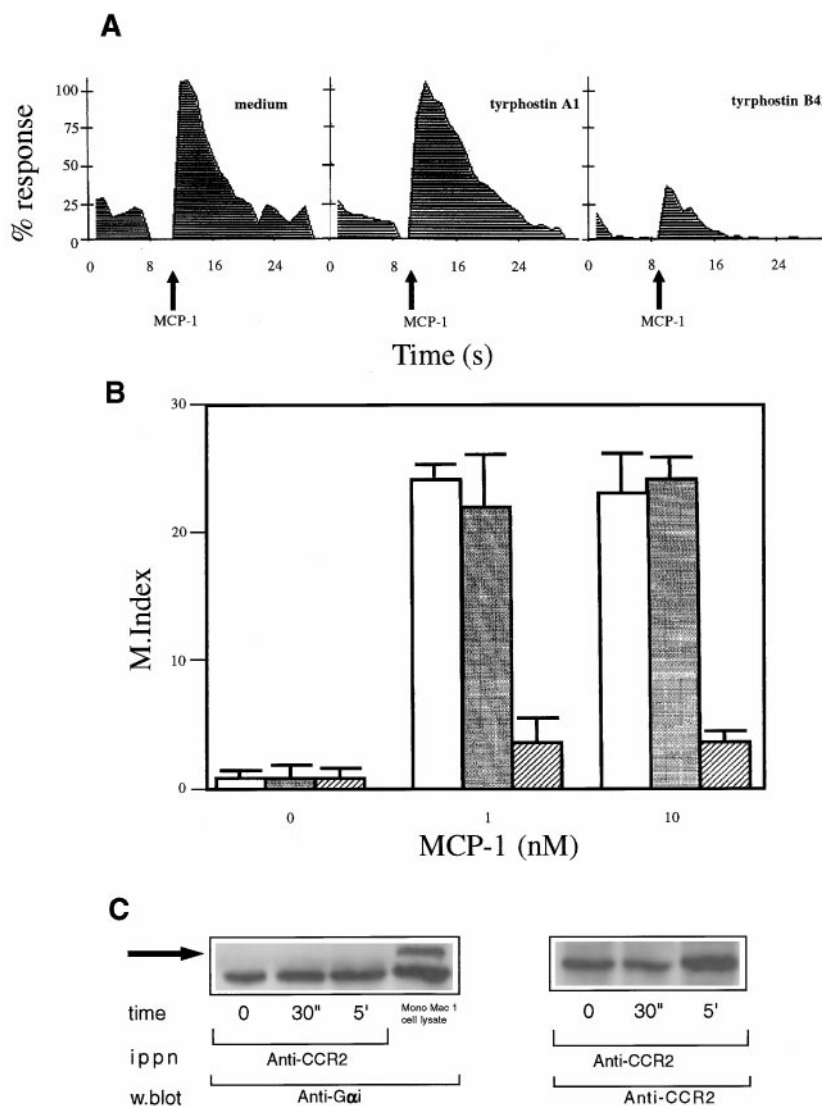 A
% response
100
75
50
25
0
medium
tyrphostin A1
tyrphostin B4
0 8 16 24
0 8 16 24
0 8 16 24
MCP-1 MCP-1 MCP-1
Time (s)
B
M.Index
30
20
10
0
0 1 10
MCP-1 (nM)
C
time 0 30" 5' Mono Mac 1 0 30" 5'
cell lysate
ippn Anti-CCR2 Anti-CCR2
w.blot Anti-Gαi Anti-CCR2